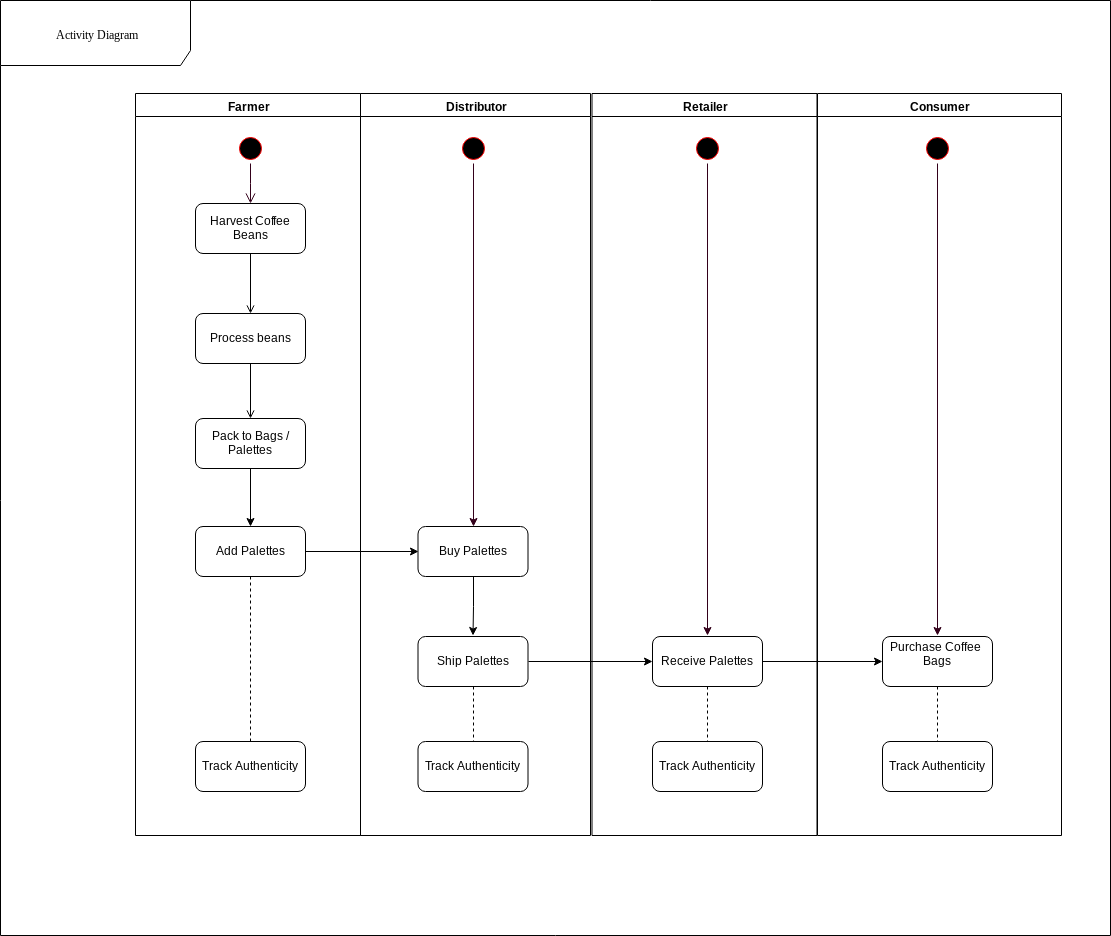 Activity Diagram
Farmer
Distributor
Retailer
Consumer
Harvest Coffee
Beans
Process beans
Pack to Bags /
Palettes
Add Palettes
Buy Palettes
Ship Palettes
Receive Palettes
Purchase Coffee
Bags
Track Authenticity
Track Authenticity
Track Authenticity
Track Authenticity